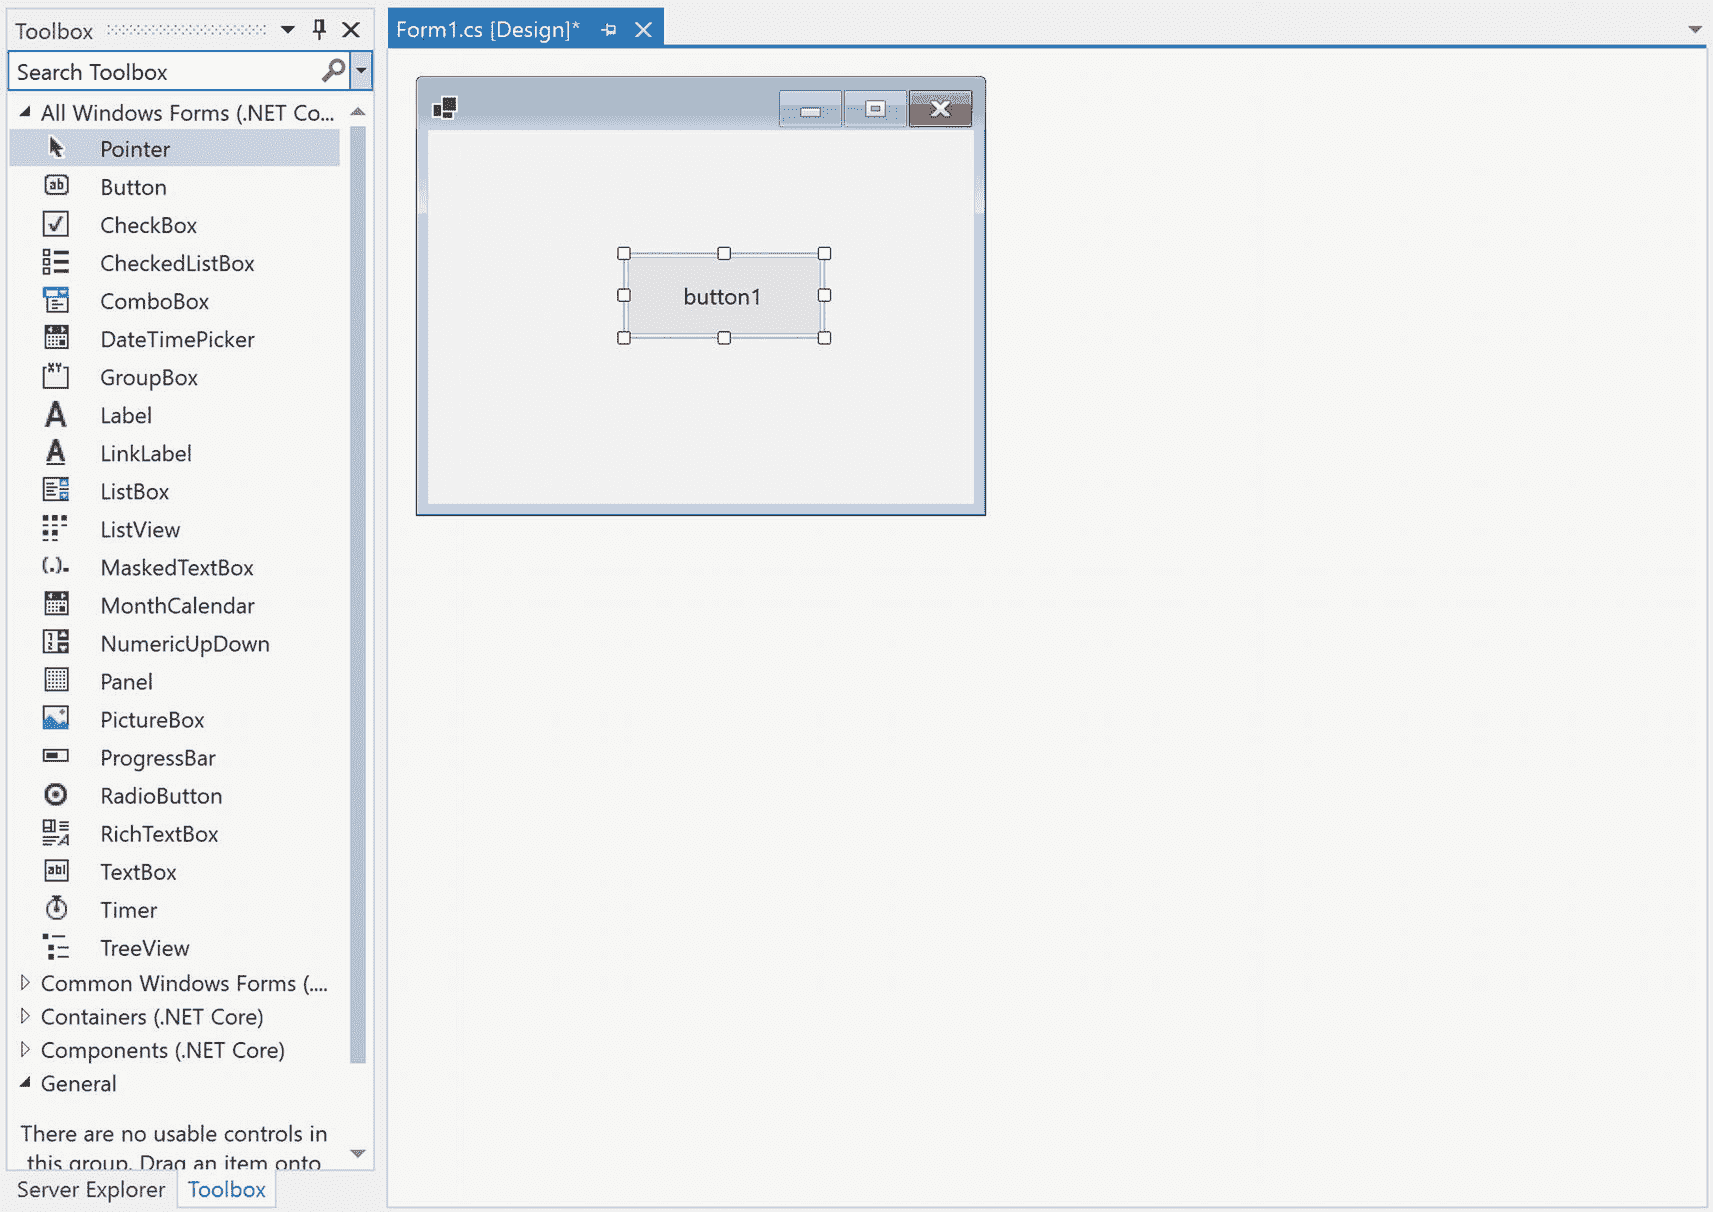 Toolbox
Search Toolbox
All Windows Forms (.NET Co...
Pointer
Button
CheckBox
CheckedListBox
ComboBox
DateTimePicker
GroupBox
Label
LinkLabel
ListBox
ListView
MaskedTextBox
MonthCalendar
NumericUpDown
Panel
PictureBox
ProgressBar
RadioButton
RichTextBox
TextBox
Timer
TreeView
Common Windows Forms (....
Containers (.NET Core)
Components (.NET Core)
General
There are no usable controls in
this group. Drag an item onto
Server Explorer
Toolbox
Form1.cs [Design]*
button1